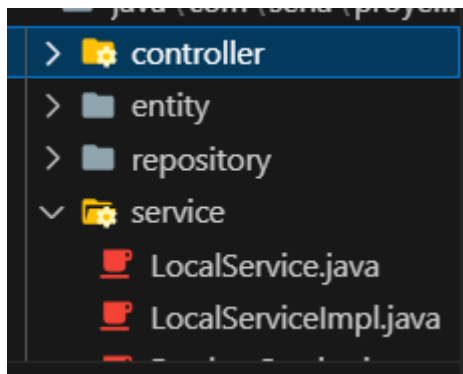 controller
entity
repository
service
LocalService.java
LocalServiceImpl.java